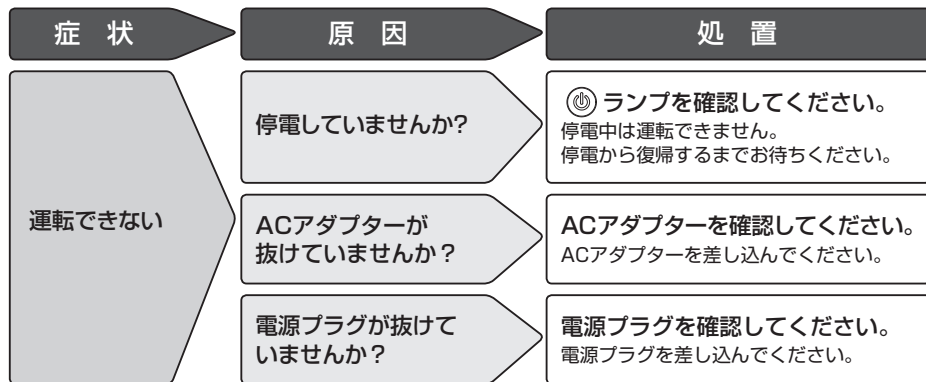 症 状
原 因
処 置
運転できない
停電していませんか?
ランプを確認してください。
停電中は運転できません。
停電から復帰するまでお待ちください。
ACアダプターが
抜けていませんか？
ACアダプターを確認してください。
ACアダプターを差し込んでください。
電源プラグが抜けて
いませんか？
電源プラグを確認してください。
電源プラグを差し込んでください。